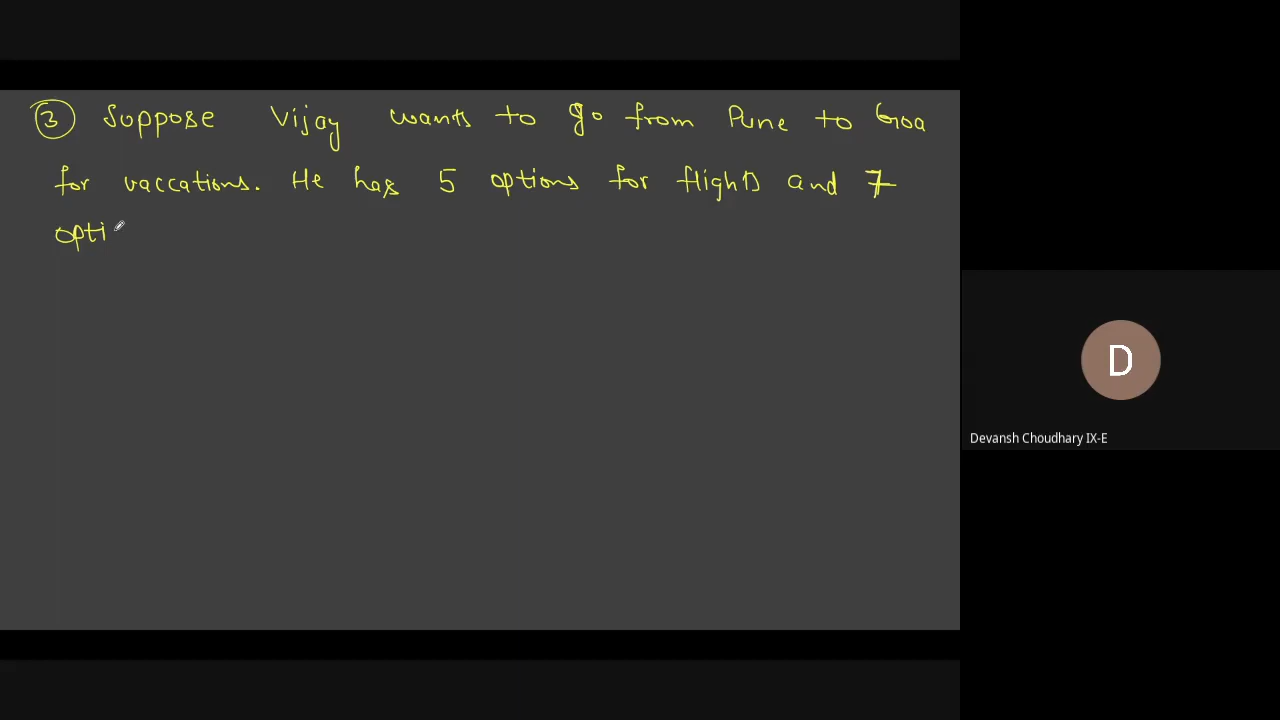 3 Suppose Vijay wants to go from Pune to Goa
for vaccations. He has 5 options for flights and 7
opti
D
Devansh Choudhary IX-E